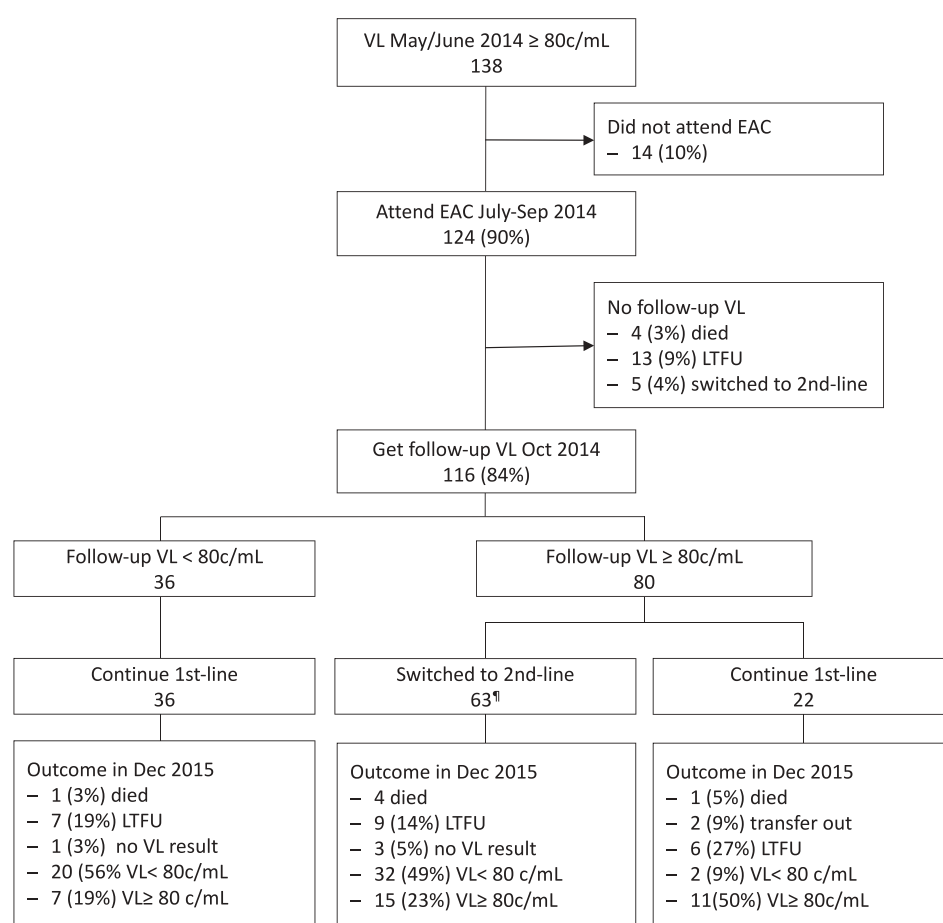 VL May/June 2014 ≥ 80c/mL
138
Did not attend EAC
– 14 (10%)
Attend EAC July-Sep 2014
124 (90%)
No follow-up VL
– 4 (3%) died
– 13 (9%) LTFU
– 5 (4%) switched to 2nd-line
Get follow-up VL Oct 2014
116 (84%)
Follow-up VL < 80c/mL
36
Follow-up VL ≥ 80c/mL
80
Continue 1st-line
36
Switched to 2nd-line
63¶
Continue 1st-line
22
Outcome in Dec 2015
– 1 (3%) died
– 7 (19%) LTFU
– 1 (3%) no VL result
– 20 (56% VL< 80c/mL
– 7 (19%) VL≥ 80 c/mL
Outcome in Dec 2015
– 4 died
– 9 (14%) LTFU
– 3 (5%) no VL result
– 32 (49%) VL< 80 c/mL
– 15 (23%) VL≥ 80c/mL
Outcome in Dec 2015
– 1 (5%) died
– 2 (9%) transfer out
– 6 (27%) LTFU
– 2 (9%) VL< 80 c/mL
– 11(50%) VL≥ 80c/mL